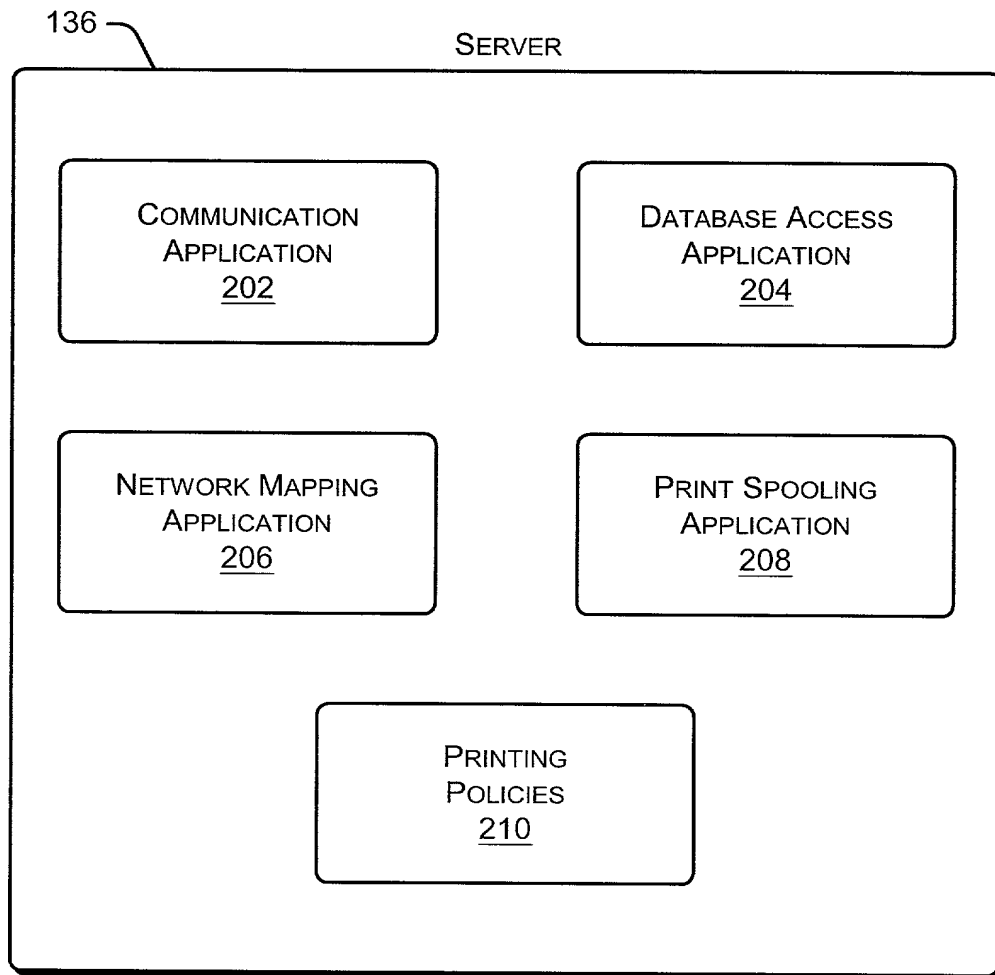 136
SERVER
COMMUNICATION
APPLICATION
202
DATABASE ACCESS
APPLICATION
204
NETWORK MAPPING
APPLICATION
206
PRINT SPOOLING
APPLICATION
208
PRINTING
POLICIES
210